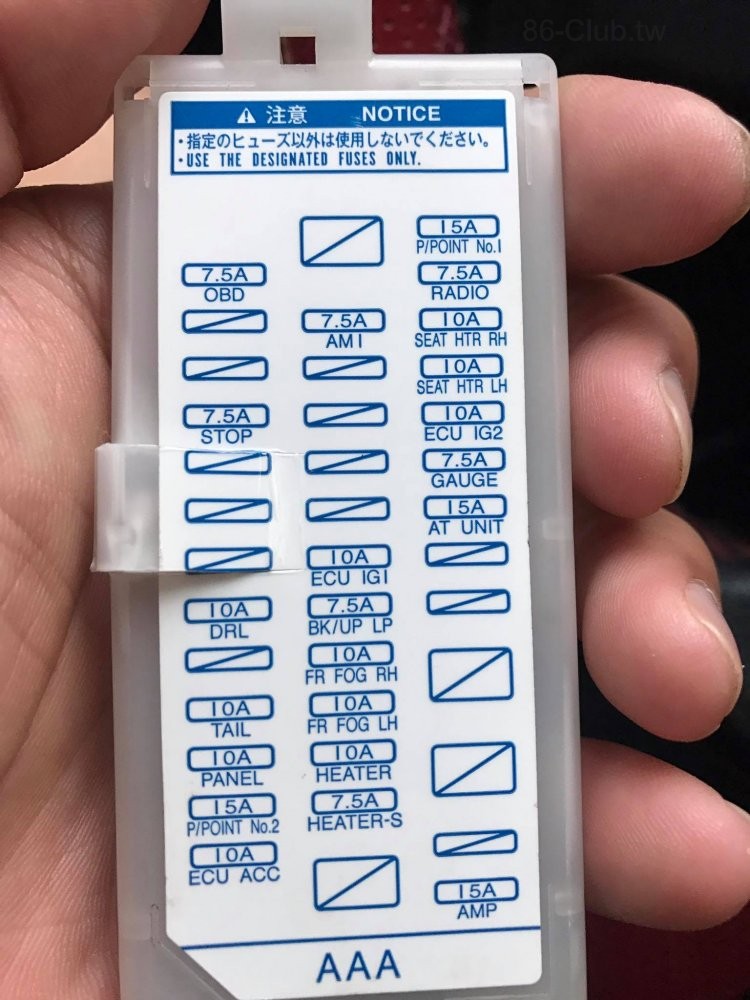 86-Club.tw
注意 NOTICE
・指定のヒューズ以外は使用しないでください。
・USE THE DESIGNATED FUSES ONLY.
7.5A
OBD
7.5A
STOP
10A
DRL
10A
TAIL
10A
PANEL
15A
P/POINT No.2
10A
ECU ACC
7.5A
AM1
10A
ECU IG1
7.5A
BK/UP LP
10A
FR FOG RH
10A
FR FOG LH
10A
HEATER
7.5A
HEATER-S
15A
P/POINT No.1
7.5A
RADIO
10A
SEAT HTR RH
10A
SEAT HTR LH
10A
ECU IG2
7.5A
GAUGE
15A
AT UNIT
15A
AMP
AAA